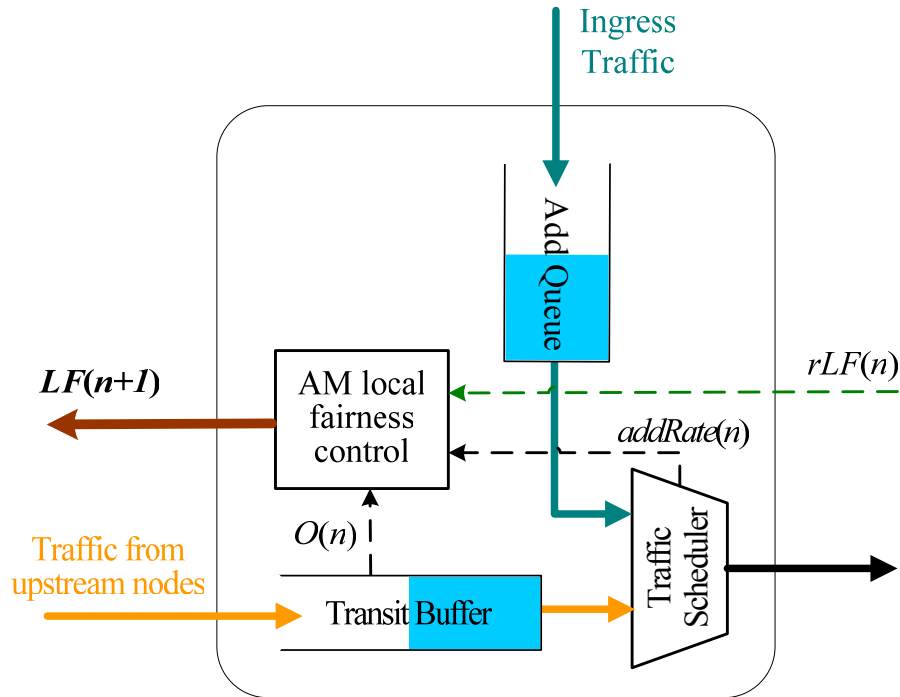 Ingress
Traffic
Add Queue
rLF(n)
LF(n+1)
AM local
fairness
control
addRate(n)
O(n)
Traffic
Scheduler
Traffic from
upstream nodes
Transit Buffer